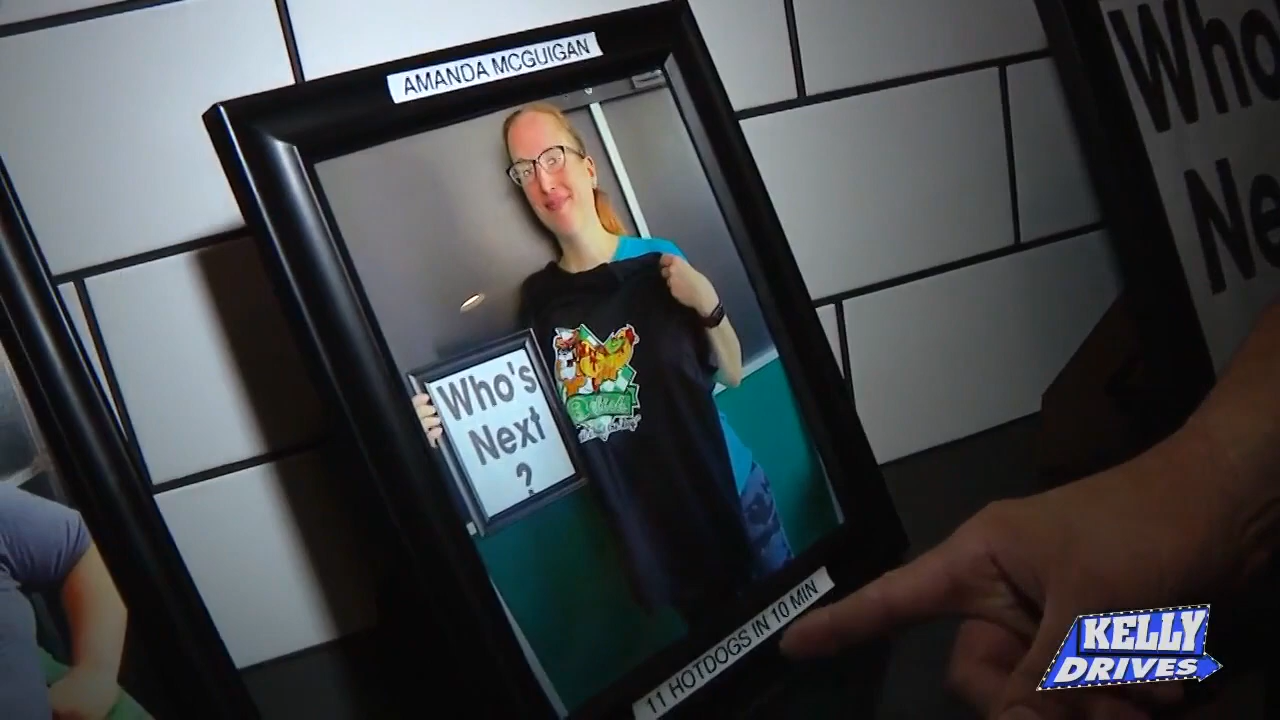 AMANDA MCGUIGAN
Who's
Next
?
11 HOTDOGS IN 10 MIN
Who
Ne
KELLY
DRIVES